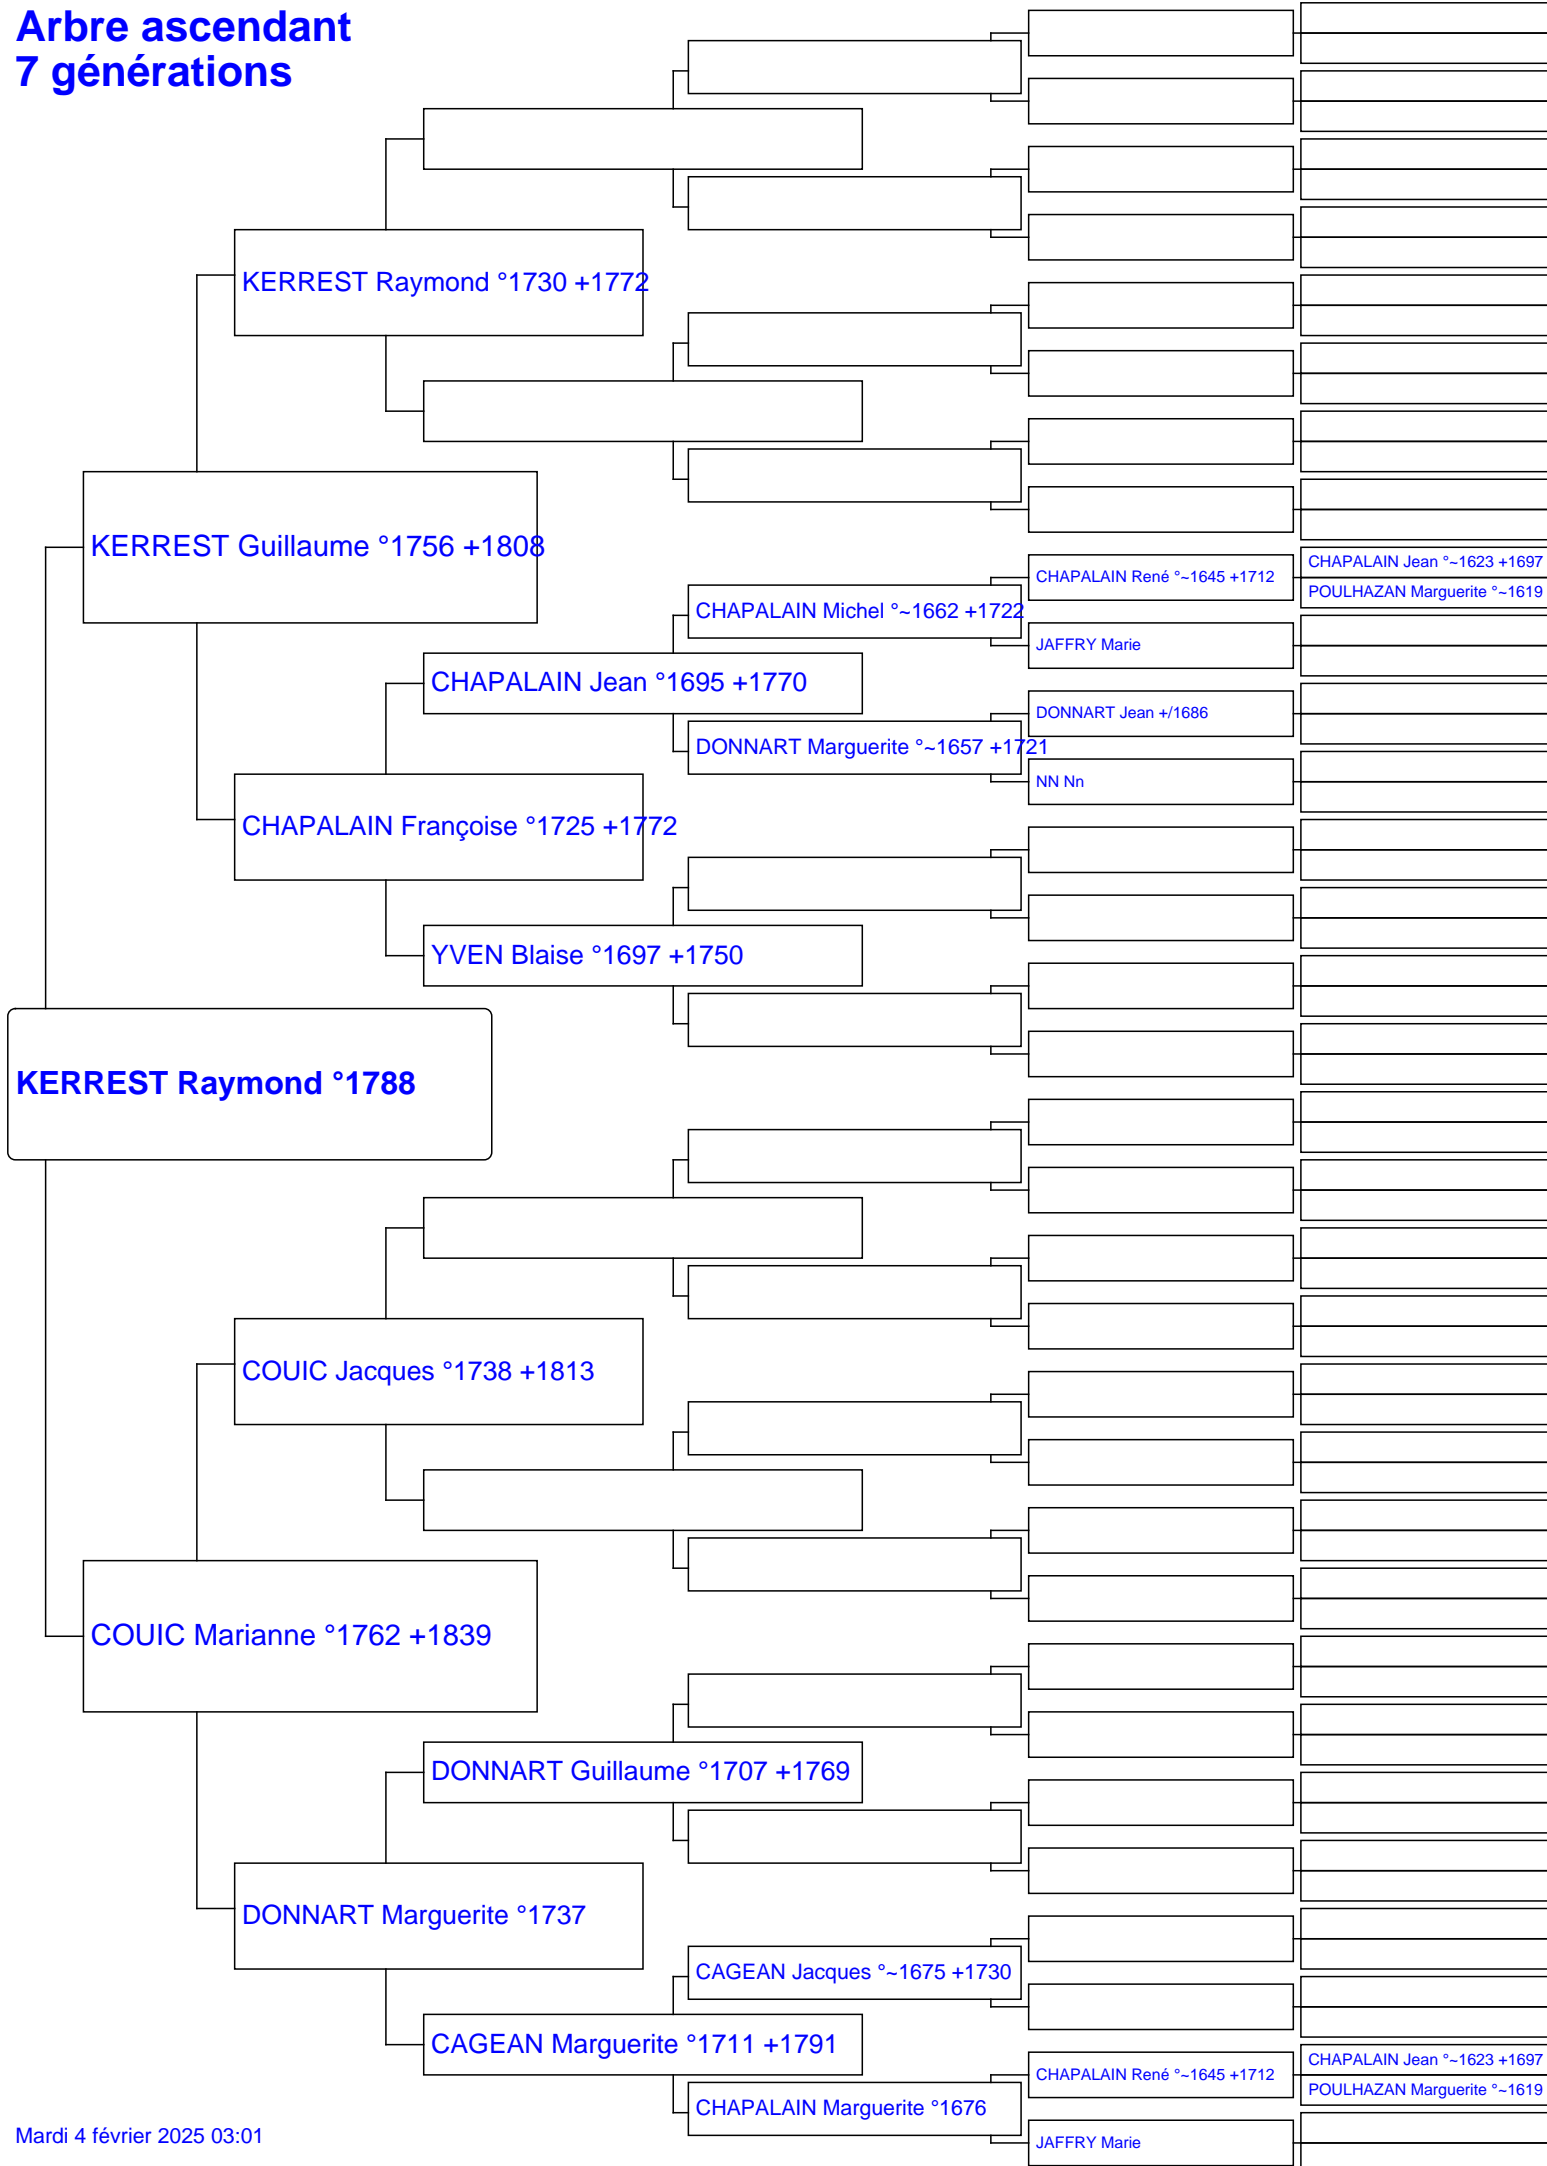 Arbre ascendant
7 générations
KERREST Raymond °1730 +1772
KERREST Guillaume °1756 +1808
CHAPALAIN Jean °~1623 +1697
CHAPALAIN René °~1645 +1712
POULHAZAN Marguerite °~1619
CHAPALAIN Michel °~1662 +1722
JAFFRY Marie
CHAPALAIN Jean °1695 +1770
DONNART Jean +/1686
DONNART Marguerite °~1657 +1721
NN Nn
CHAPALAIN Françoise °1725 +1772
YVEN Blaise °1697 +1750
KERREST Raymond °1788
COUIC Jacques °1738 +1813
COUIC Marianne °1762 +1839
DONNART Guillaume °1707 +1769
DONNART Marguerite °1737
CAGEAN Jacques °~1675 +1730
CAGEAN Marguerite °1711 +1791
CHAPALAIN Jean °~1623 +1697
CHAPALAIN René °~1645 +1712
POULHAZAN Marguerite °~1619
CHAPALAIN Marguerite °1676
JAFFRY Marie
Mardi 4 février 2025 03:01